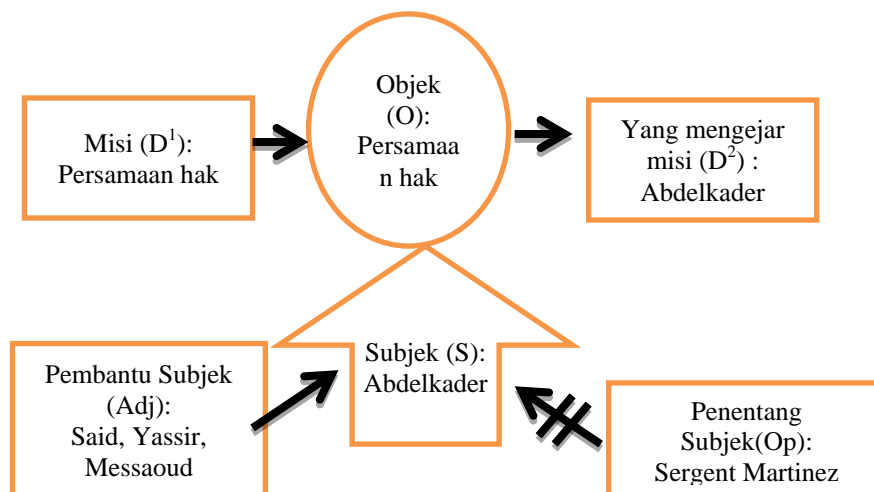 Misi (D¹):
Persamaan hak
Objek
(O):
Persamaa
n hak
Yang mengejar
misi (D²) :
Abdelkader
Pembantu Subjek
(Adj):
Said, Yassir,
Messaoud
Subjek (S):
Abdelkader
Penentang
Subjek(Op):
Sergent Martinez